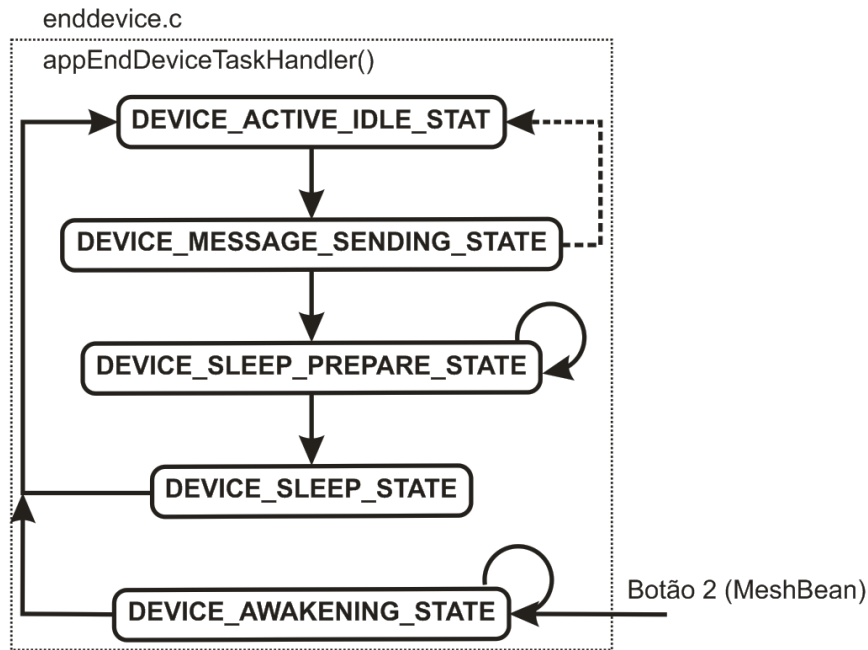 enddevice.c
appEndDeviceTaskHandler()
DEVICE_ACTIVE_IDLE_STAT
DEVICE_MESSAGE_SENDING_STATE
DEVICE_SLEEP_PREPARE_STATE
DEVICE_SLEEP_STATE
DEVICE_AWAKENING_STATE
Botão 2 (MeshBean)